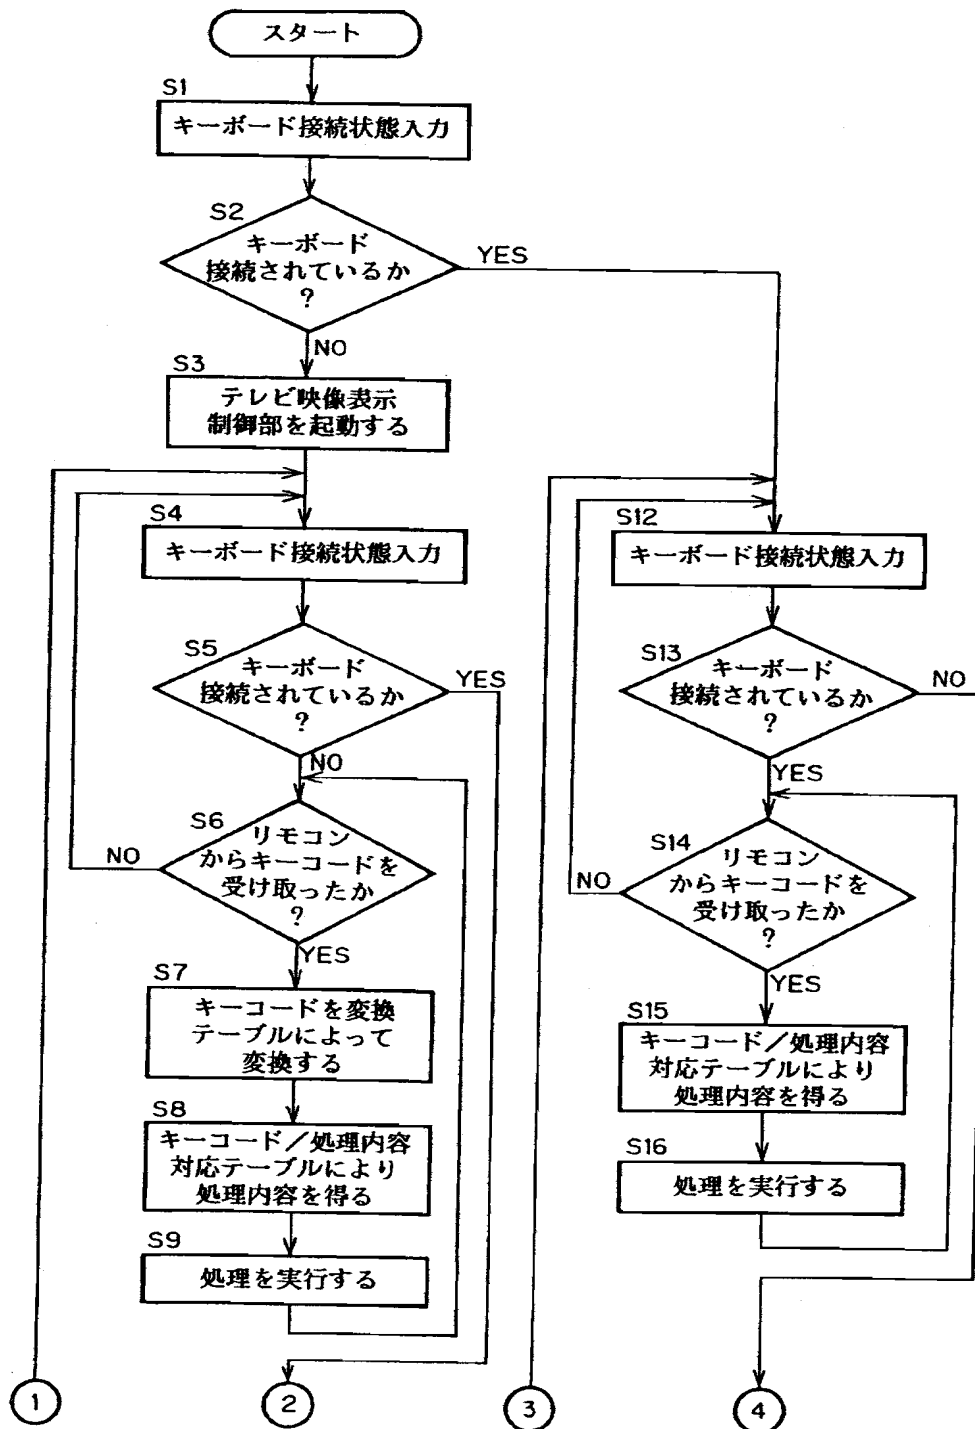 スタート
S1
キーボード接続状態入力
S2
キーボード
接続されているか
?
YES
NO
S3
テレビ映像表示
制御部を起動する
S4
キーボード接続状態入力
S5
キーボード
接続されているか
?
YES
NO
S6
リモコン
からキーコードを
受け取ったか
?
NO
YES
S7
キーコードを変換
テーブルによって
変換する
S8
キーコード/処理内容
対応テーブルにより
処理内容を得る
S9
処理を実行する
1
2
S12
キーボード接続状態入力
S13
キーボード
接続されているか
?
NO
YES
S14
リモコン
からキーコードを
受け取ったか
?
NO
YES
S15
キーコード/処理内容
対応テーブルにより
処理内容を得る
S16
処理を実行する
3
4